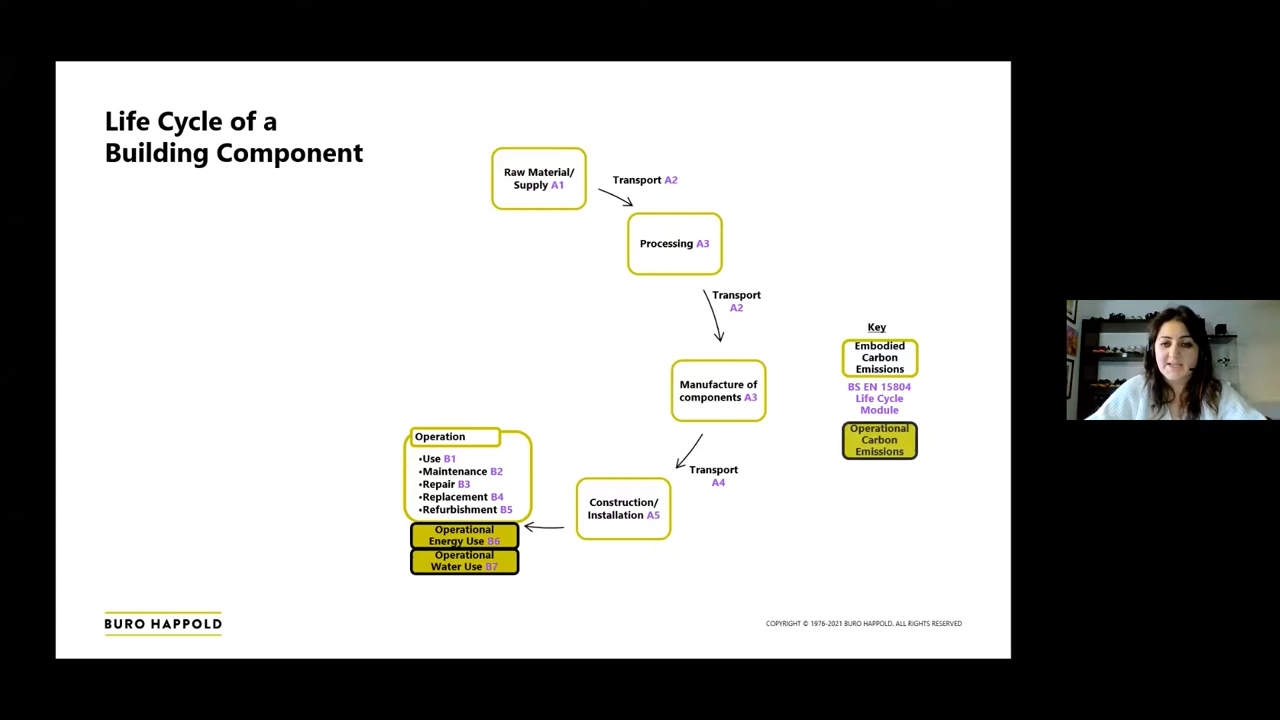 Life Cycle of a
Building Component
Raw Material/
Supply A1
Transport A2
Processing A3
Transport
A2
Manufacture of
components A3
Transport
A4
Construction/
Installation A5
Operation
•Use B1
•Maintenance B2
•Repair B3
•Replacement B4
•Refurbishment B5
Operational
Energy Use B6
Operational
Water Use B7
Key
Embodied
Carbon
Emissions
BS EN 15804
Life Cycle
Module
Operational
Carbon
Emissions
BURO HAPPOLD
COPYRIGHT © 1976-2021 BURO HAPPOLD. ALL RIGHTS RESERVED